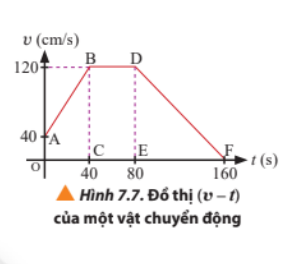 v (cm/s)
B D
120
40 A
C E F
O 40 80 160 t (s)
Hình 7.7. Đồ thị (v – t)
của một vật chuyển động